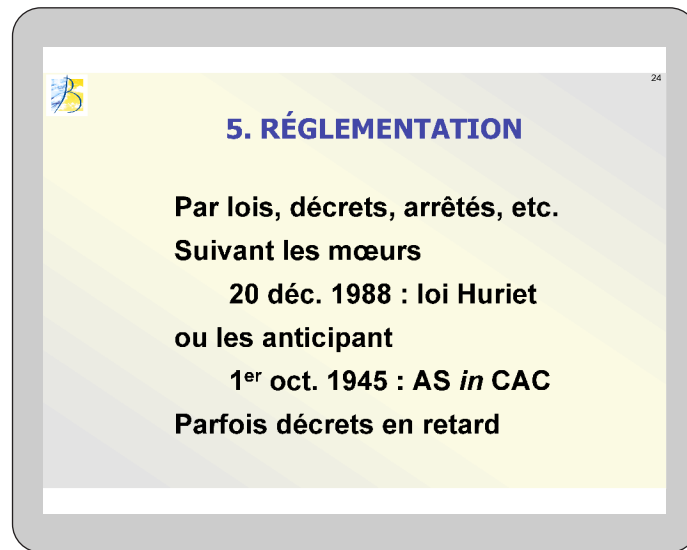 24
5. RÉGLEMENTATION
Par lois, décrets, arrêtés, etc.
Suivant les mœurs
20 déc. 1988 : loi Huriet
ou les anticipant
1er oct. 1945 : AS in CAC
Parfois décrets en retard